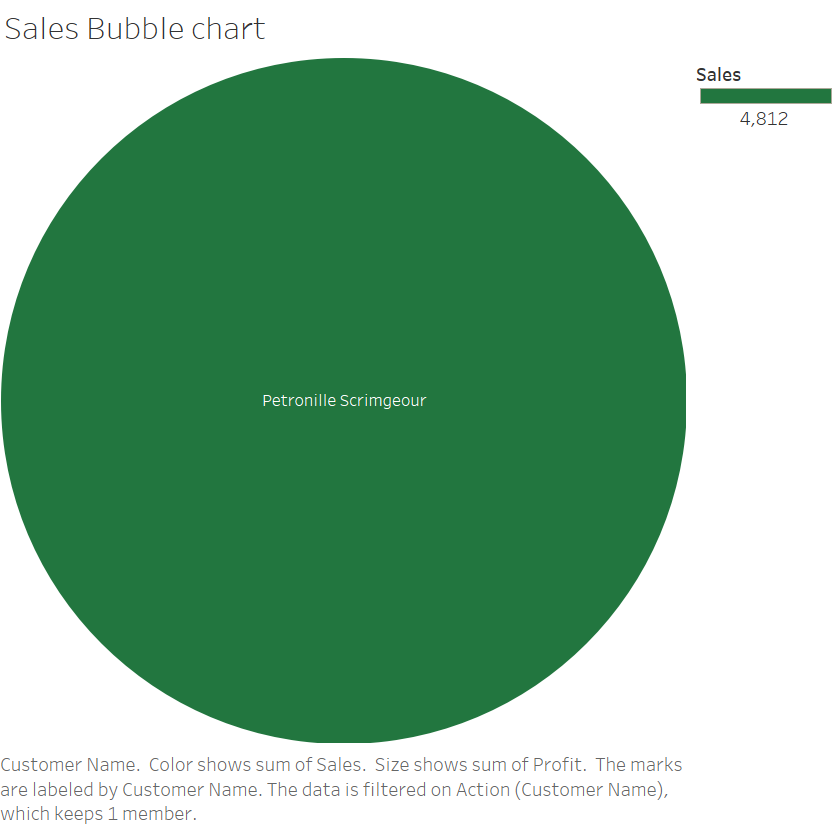 Sales Bubble chart
Sales
4,812
Petronille Scrimgeour
Customer Name.  Color shows sum of Sales.  Size shows sum of Profit.  The marks
are labeled by Customer Name. The data is filtered on Action (Customer Name),
which keeps 1 member.